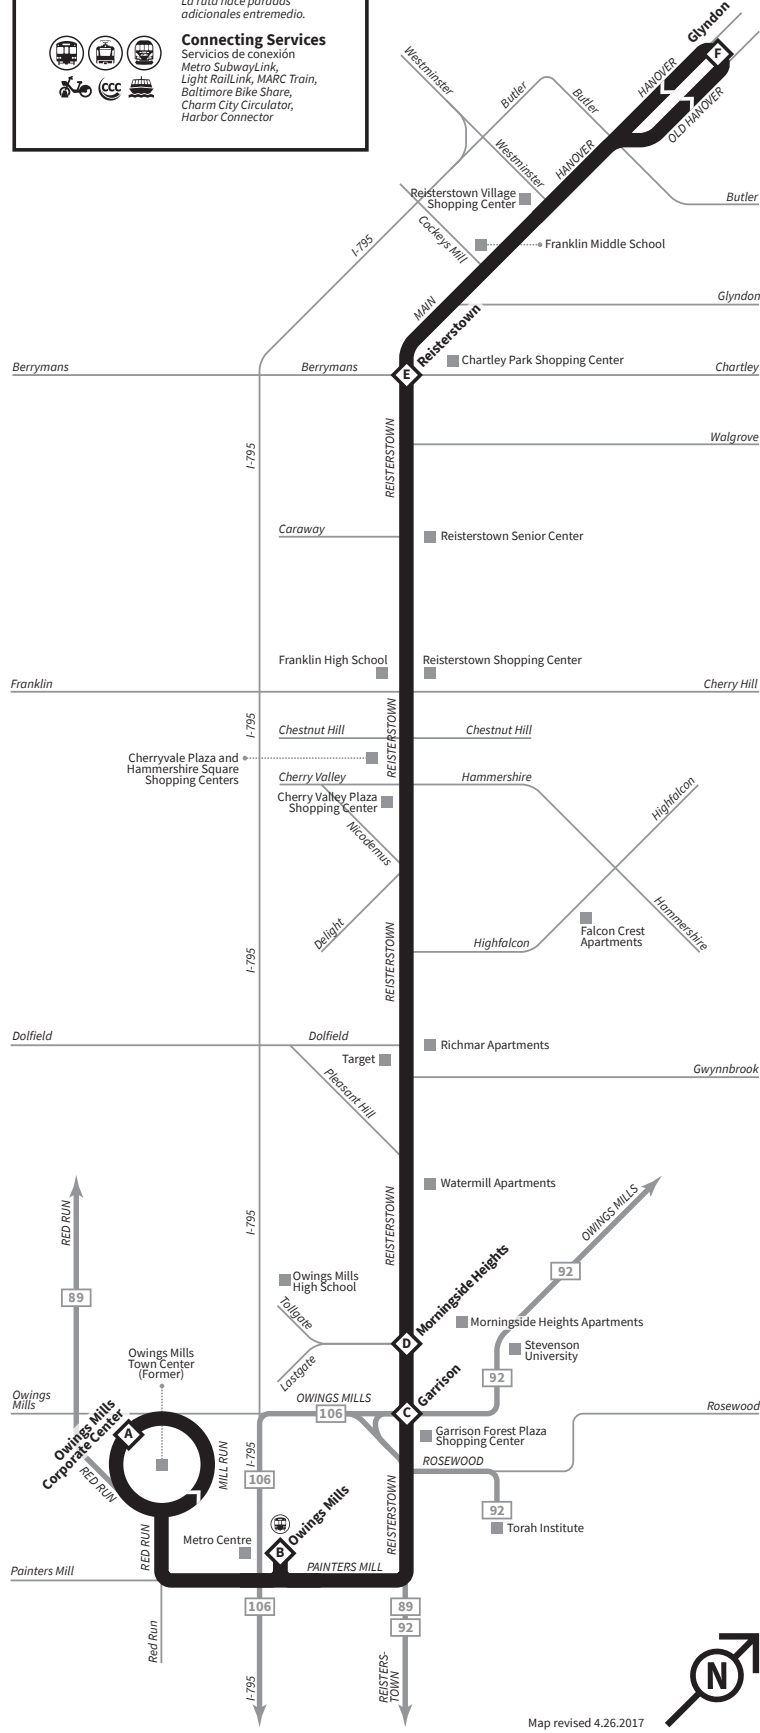 La ruta hace paradas
adicionales entremedio.
Connecting Services
Servicios de conexión
Metro SubwayLink,
Light RailLink, MARC Train,
Baltimore Bike Share,
Charm City Circulator,
Harbor Connector
CCC
Glyndon
F
HANOVER
OLD HANOVER
Westminster
Butler
Butler
Westminster
HANOVER
Butler
Reisterstown Village
Shopping Center
Cockeys Mill
Franklin Middle School
I-795
Glyndon
MAIN
Reisterstown
Chartley Park Shopping Center
Berrymans
Berrymans
E
Chartley
I-795
REISTERSTOWN
Walgrove
Caraway
Reisterstown Senior Center
Franklin High School
Reisterstown Shopping Center
Franklin
Cherry Hill
I-795
REISTERSTOWN
Chestnut Hill
Chestnut Hill
Cherryvale Plaza and
Hammershire Square
Shopping Centers
Cherry Valley
Hammershire
Cherry Valley Plaza
Shopping Center
Nicodemus
Highfalcon
Delight
Falcon Crest
Apartments
Hammershire
Highfalcon
I-795
REISTERSTOWN
Dolfield
Dolfield
Richmar Apartments
Target
Gwynnbrook
Pleasant Hill
Watermill Apartments
RED RUN
I-795
REISTERSTOWN
OWINGS MILLS
92
89
Owings Mills
High School
Tollgate
Morningside Heights
D
Morningside Heights Apartments
Stevenson
University
Owings Mills
Town Center
(Former)
Lastgate
92
Garrison
Owings
Mills
OWINGS MILLS
106
C
Rosewood
Owings Mills
Corporate Center
A
Garrison Forest Plaza
Shopping Center
RED RUN
MILL RUN
I-795
106
ROSEWOOD
92
REISTERSTOWN
Torah Institute
RED RUN
Metro Centre
B
Owings Mills
Painters Mill
PAINTERS MILL
106
89
92
Red Run
I-795
REISTERS-
TOWN
N
Map revised 4.26.2017